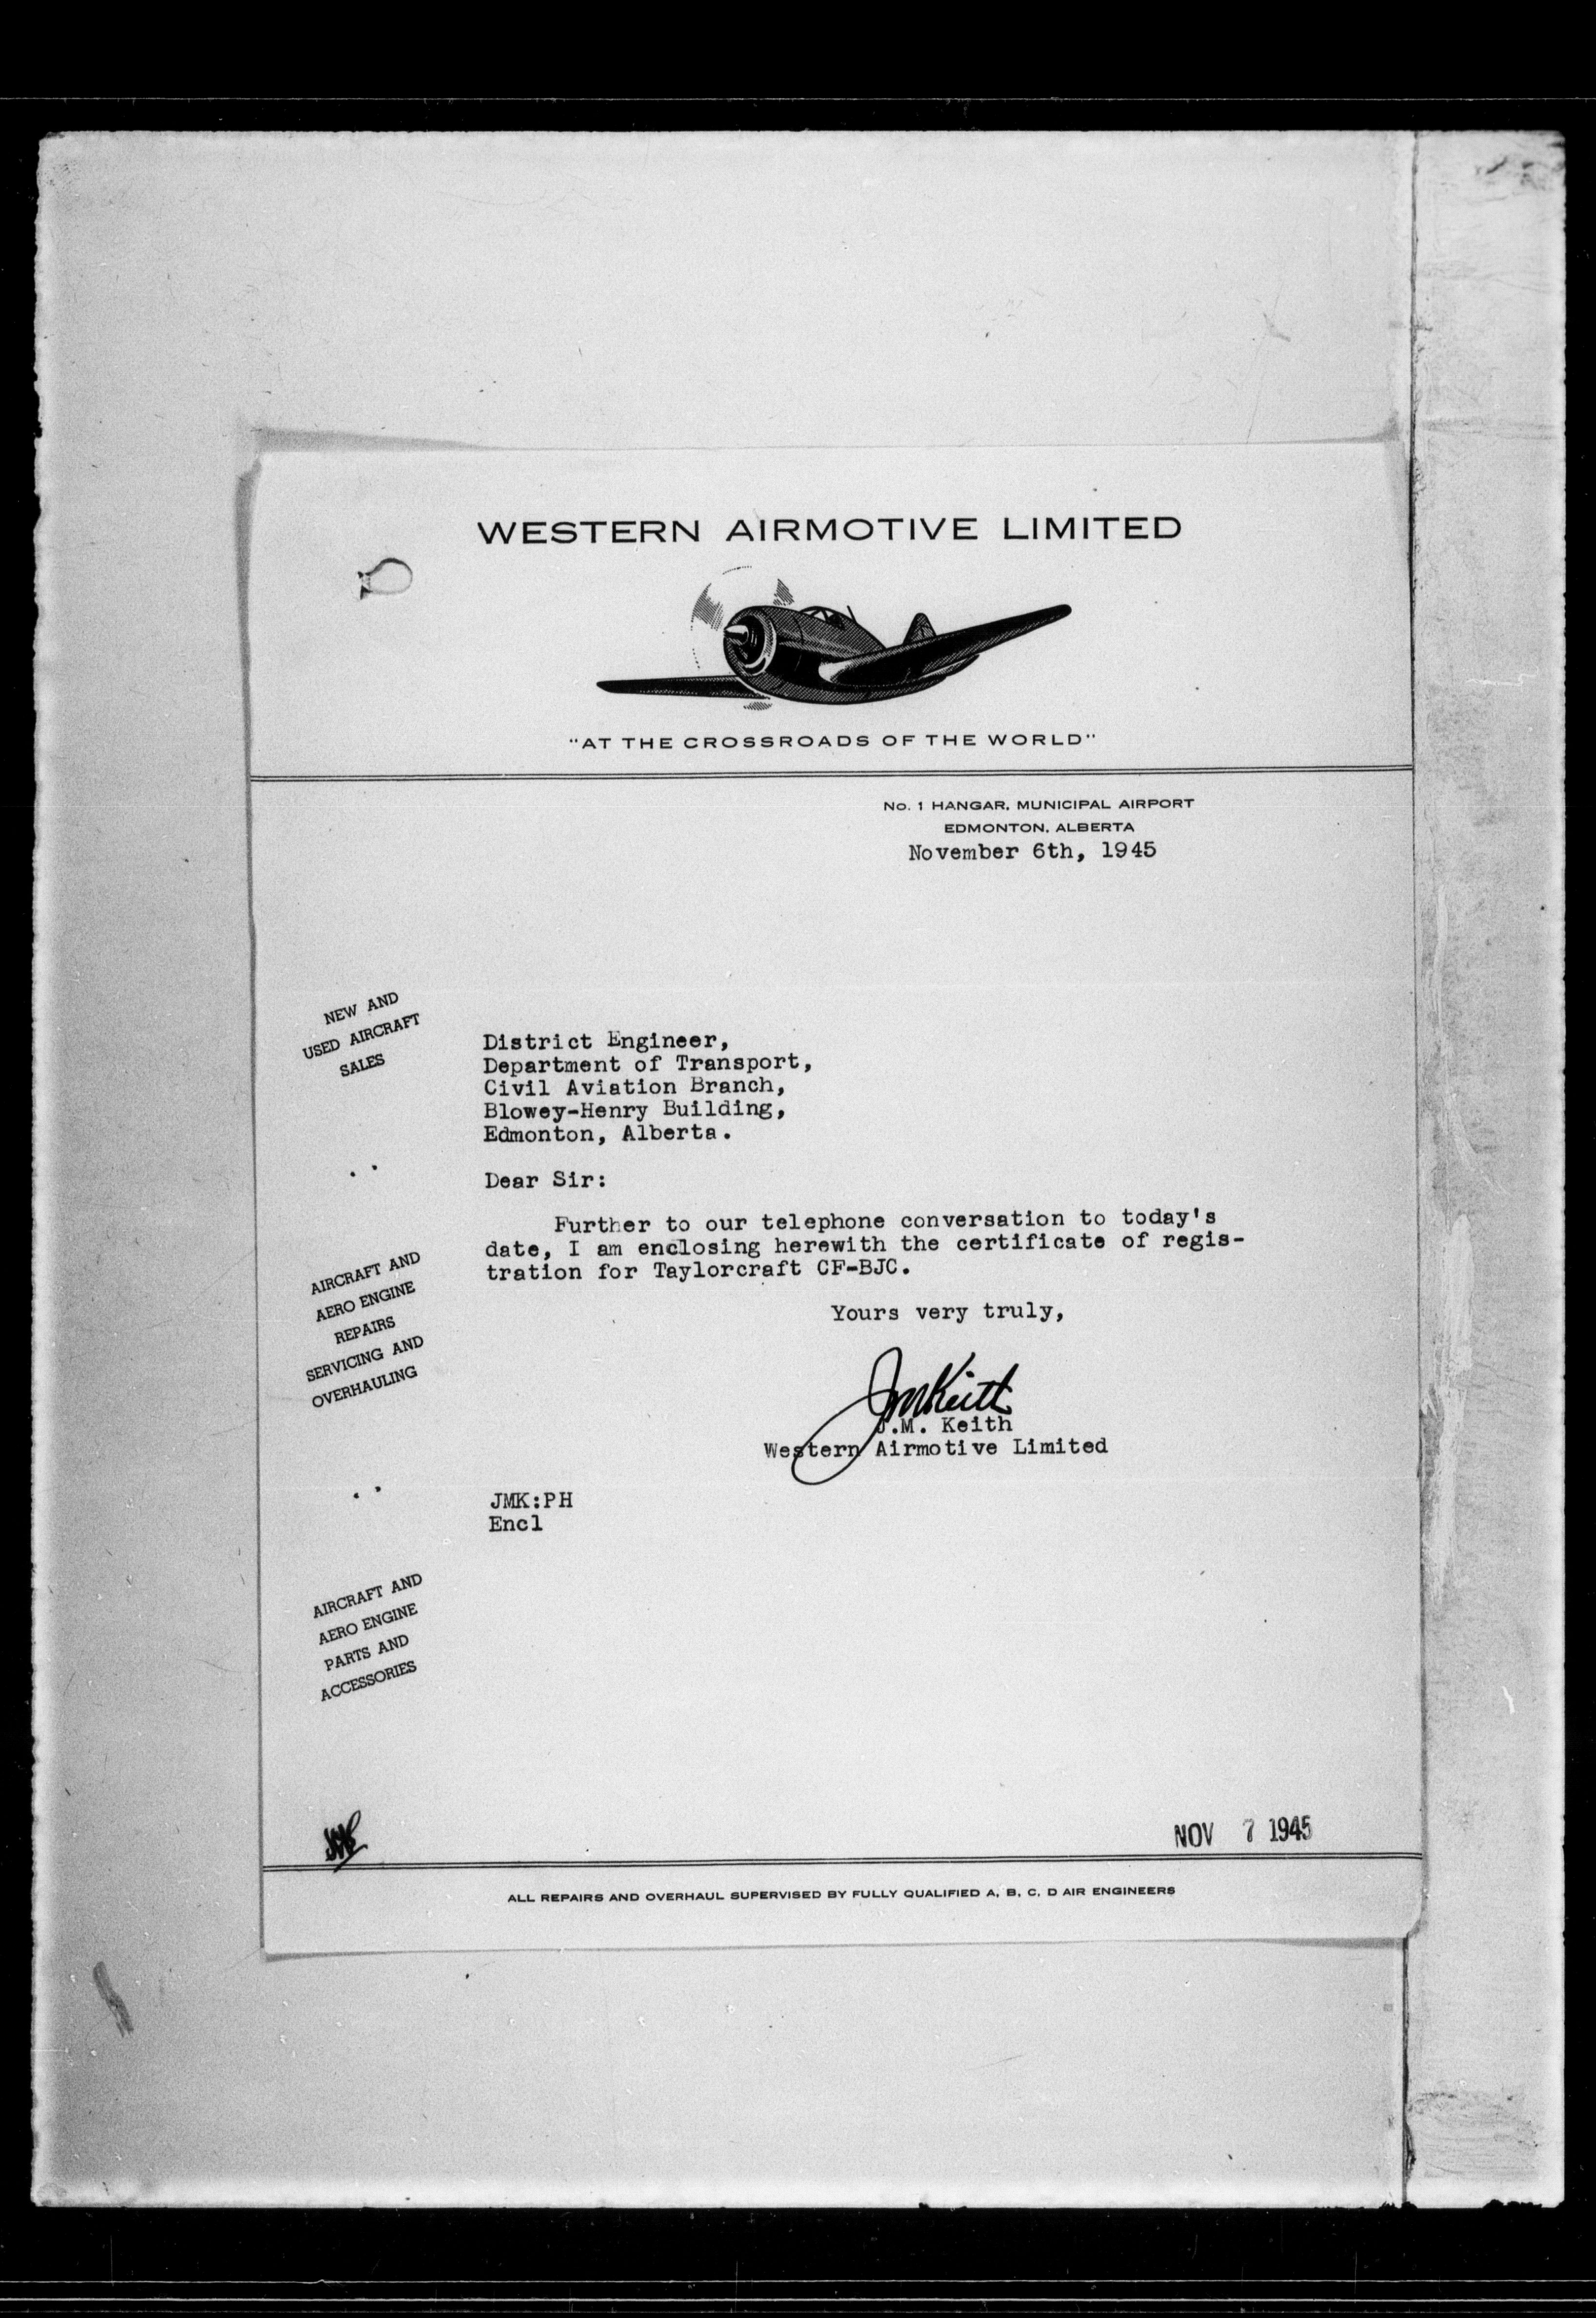 WESTERN AIRMOTIVE LIMITED
"AT THE CROSSROADS OF THE WORLD"
No. 1 HANGAR, MUNICIPAL AIRPORT
EDMONTON, ALBERTA
November 6th, 1945
NEW AND
USED AIRCRAFT
SALES
District Engineer,
Department of Transport,
Civil Aviation Branch,
Blowey-Henry Building,
Edmonton, Alberta.
Dear Sir:
Further to our telephone conversation to today's
date, I am enclosing herewith the certificate of regis-
tration for Taylorcraft CF-BJC.
AIRCRAFT AND
AERO ENGINE
REPAIRS
SERVICING AND
OVERHAULING
Yours very truly,
JMKeith
J.M. Keith
Western Airmotive Limited
JMK:PH
Encl
AIRCRAFT AND
AERO ENGINE
PARTS AND
ACCESSORIES
NOV 7 1945
ALL REPAIRS AND OVERHAUL SUPERVISED BY FULLY QUALIFIED A, B, C, D AIR ENGINEERS